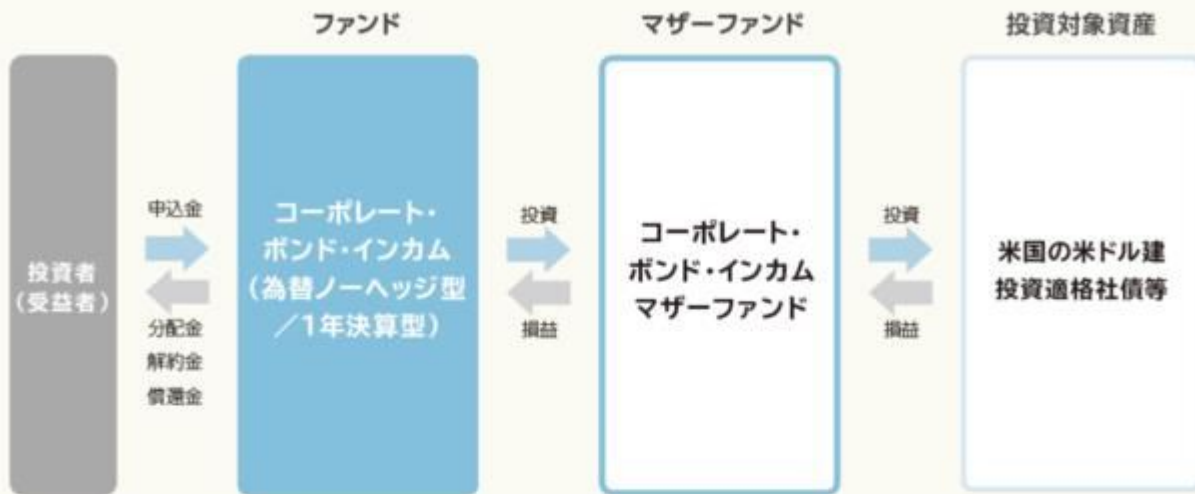 ファンド
マザーファンド
投資対象資産
投資者
(受益者)
申込金
分配金
解約金
償還金
コーポレート・
ボンド・インカム
(為替ノーヘッジ型
/1年決算型)
投資
損益
コーポレート・
ボンド・インカム
マザーファンド
投資
損益
米国の米ドル建
投資適格社債等